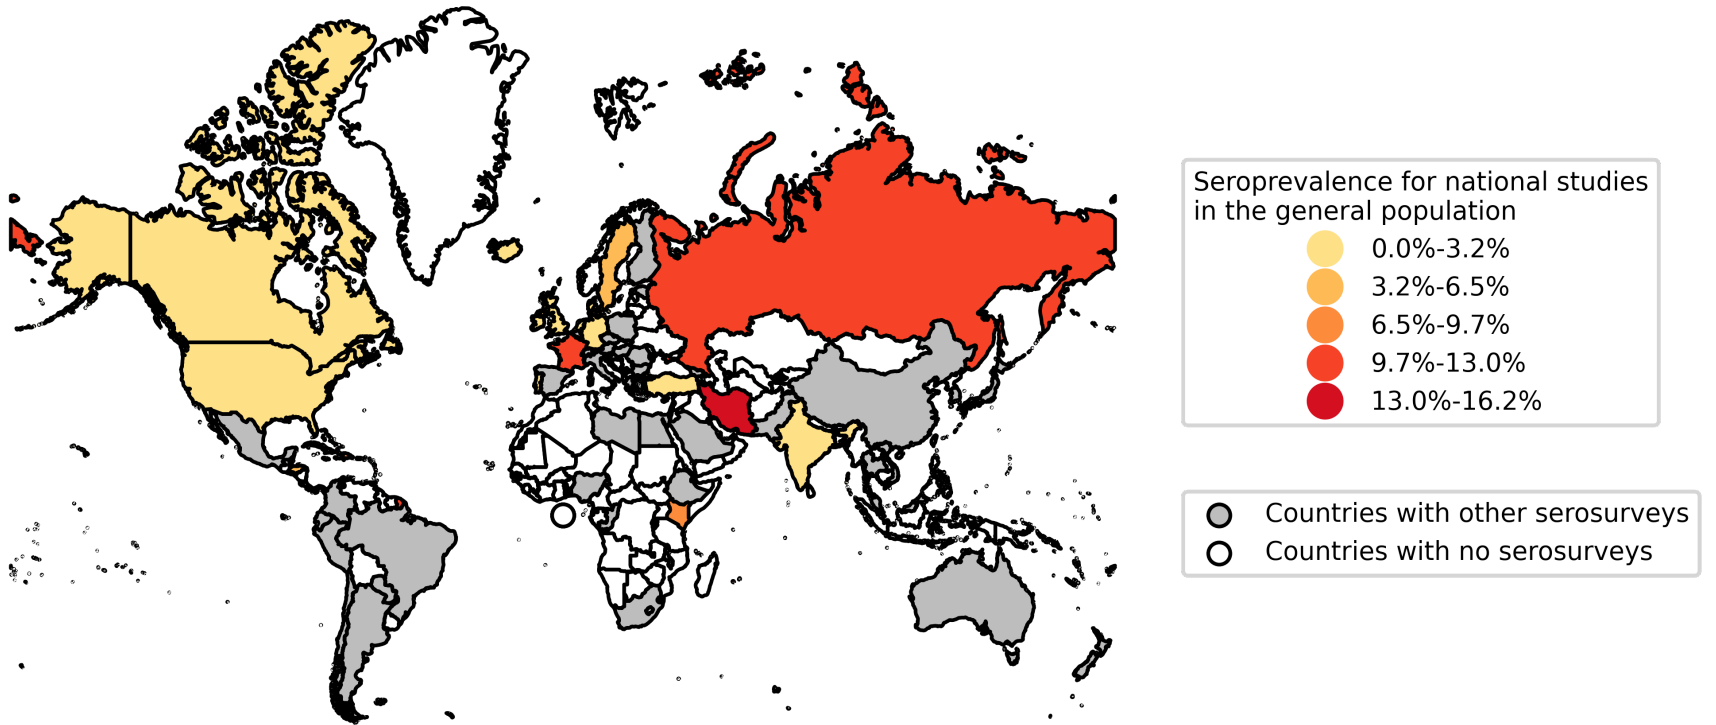 Seroprevalence for national studies
in the general population
0.0%-3.2%
3.2%-6.5%
6.5%-9.7%
9.7%-13.0%
13.0%-16.2%
Countries with other serosurveys
Countries with no serosurveys